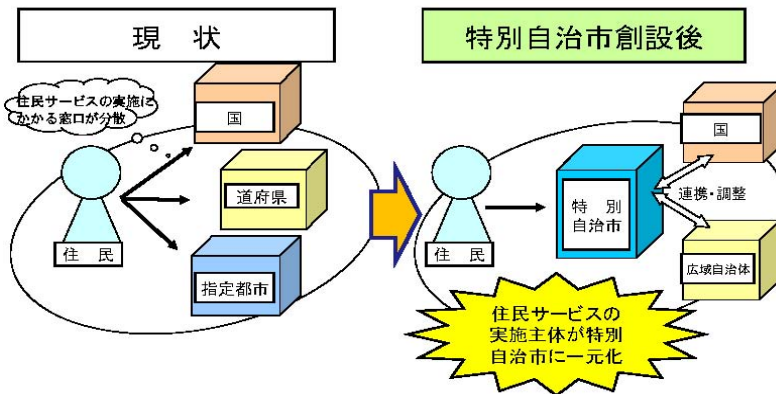 現 状
住民サービスの実施に
かかる窓口が分散
国
道府県
指定都市
住 民
特別自治市創設後
国
連携・調整
特 別
自治市
広域自治体
住 民
住民サービスの
実施主体が特別
自治市に一元化